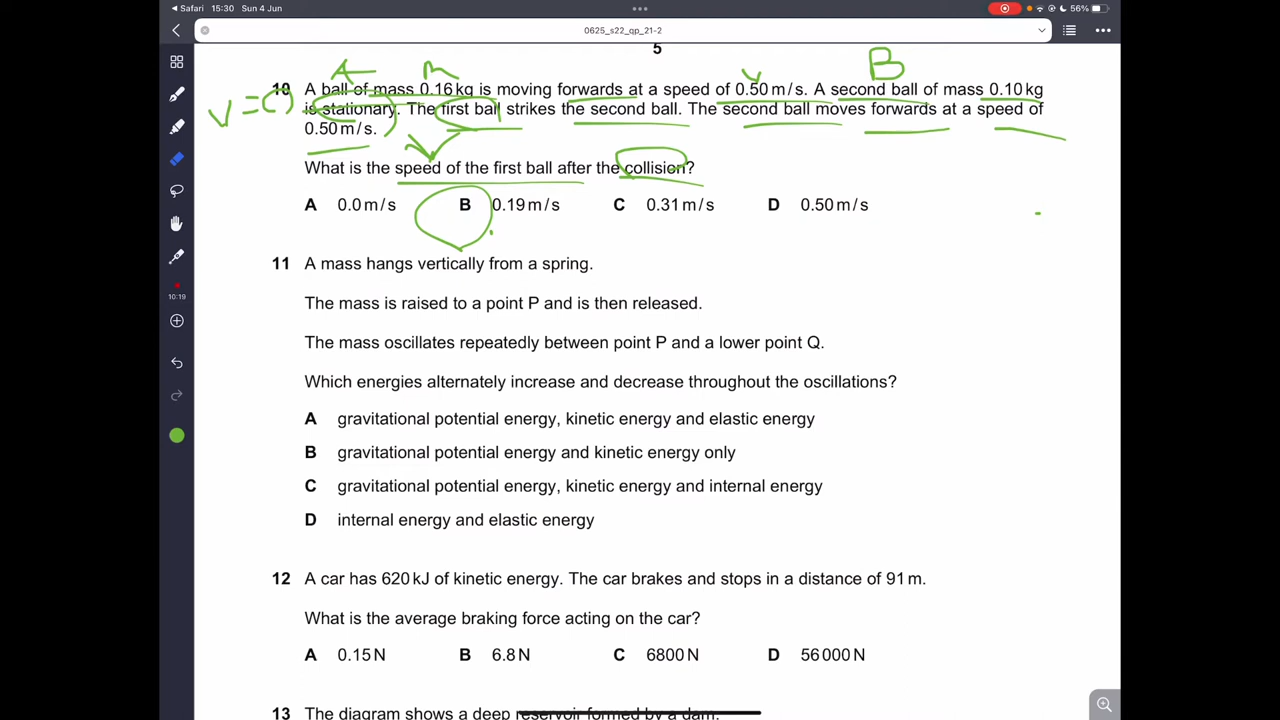 Safari 15:30 Sun 4 Jun 56%
0625_s22_qp_21-2
5
A m v B
10 A ball of mass 0.16 kg is moving forwards at a speed of 0.50 m/s. A second ball of mass 0.10 kg
v = 0
is stationary. The first ball strikes the second ball. The second ball moves forwards at a speed of
0.50 m/s.
What is the speed of the first ball after the collision?
A 0.0 m/s B 0.19 m/s C 0.31 m/s D 0.50 m/s
11 A mass hangs vertically from a spring.
The mass is raised to a point P and is then released.
The mass oscillates repeatedly between point P and a lower point Q.
Which energies alternately increase and decrease throughout the oscillations?
A gravitational potential energy, kinetic energy and elastic energy
B gravitational potential energy and kinetic energy only
C gravitational potential energy, kinetic energy and internal energy
D internal energy and elastic energy
10:19
12 A car has 620 kJ of kinetic energy. The car brakes and stops in a distance of 91 m.
What is the average braking force acting on the car?
A 0.15 N B 6.8 N C 6800 N D 56 000 N
13 The diagram shows a deep reservoir formed by a dam.